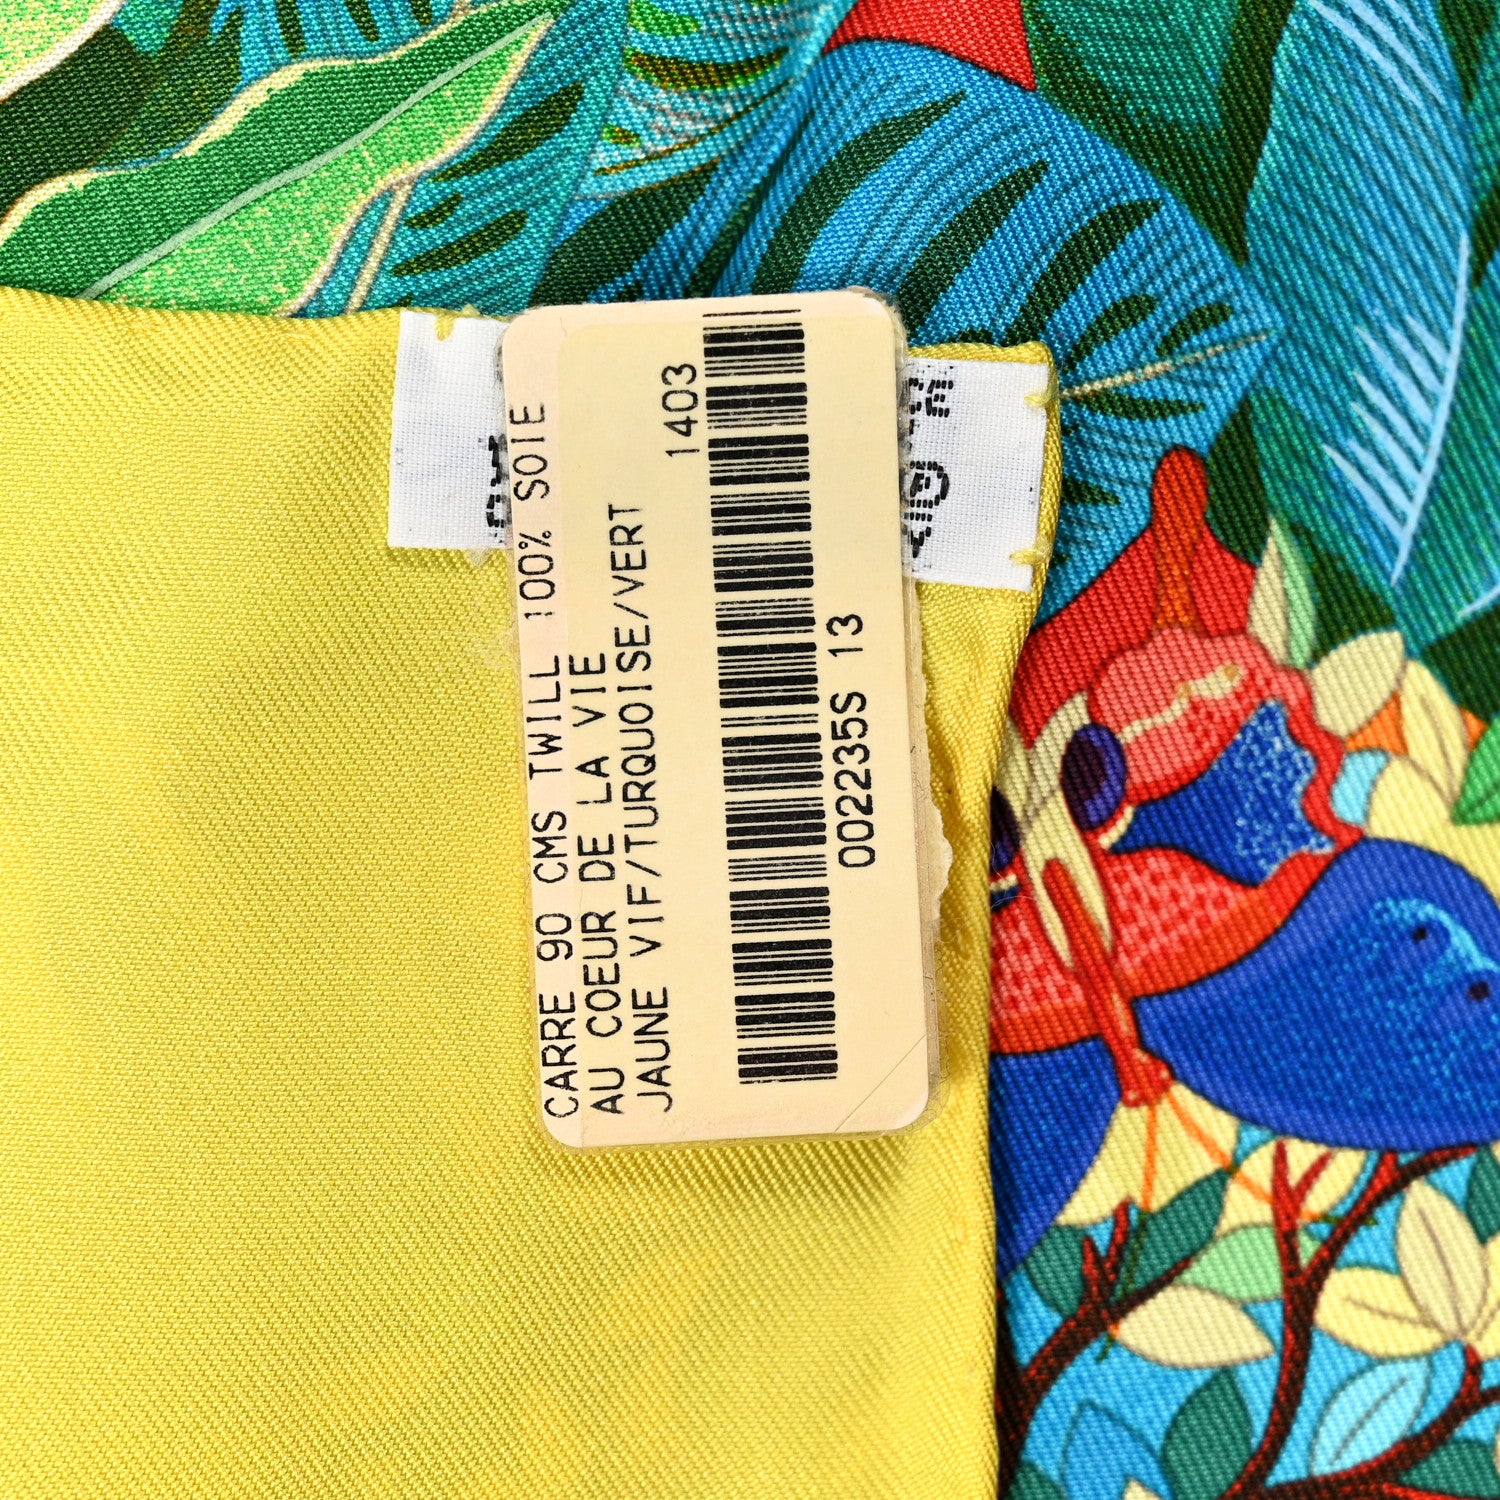 CARRE 90 CMS TWILL 100% SOIE
AU COEUR DE LA VIE
JAUNE VIF/TURQUOISE/VERT
1403
002235S 13